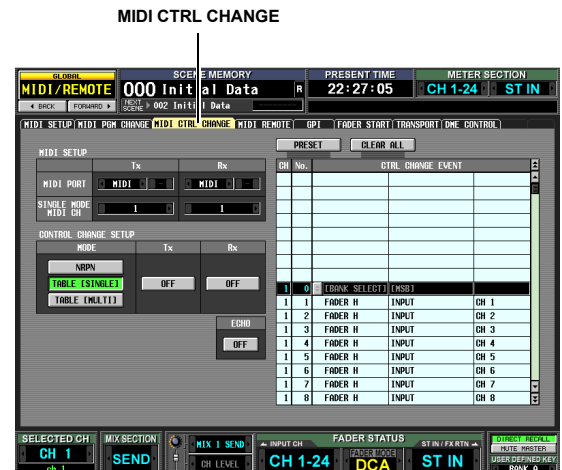 MIDI CTRL CHANGE
GLOBAL SCENE MEMORY PRESENT TIME METER SECTION
MIDI/REMOTE 000 Initial Data R 22:27:05 CH 1-24 ST IN
BACK FORWARD NEXT SCENE 002 Initial Data
MIDI SETUP MIDI PGM CHANGE MIDI CTRL CHANGE MIDI REMOTE GPI FADER START TRANSPORT DME CONTROL
PRESET CLEAR ALL
MIDI SETUP
Tx Rx
MIDI PORT MIDI - MIDI -
SINGLE MODE MIDI CH 1 1
CONTROL CHANGE SETUP
MODE Tx Rx
NRPN
TABLE [SINGLE] OFF OFF
TABLE [MULTI]
ECHO
OFF
CH No. CTRL CHANGE EVENT
1 0 [BANK SELECT] [MSB]
1 1 FADER H INPUT CH 1
1 2 FADER H INPUT CH 2
1 3 FADER H INPUT CH 3
1 4 FADER H INPUT CH 4
1 5 FADER H INPUT CH 5
1 6 FADER H INPUT CH 6
1 7 FADER H INPUT CH 7
1 8 FADER H INPUT CH 8
SELECTED CH MIX SECTION MIX 1 SEND INPUT CH FADER STATUS ST IN / FX RTN DIRECT RECALL
MUTE MASTER
CH 1 SEND CH LEVEL CH 1-24 FADER MODE DCA ST IN USER DEFINED KEY
ch 1 BANK A